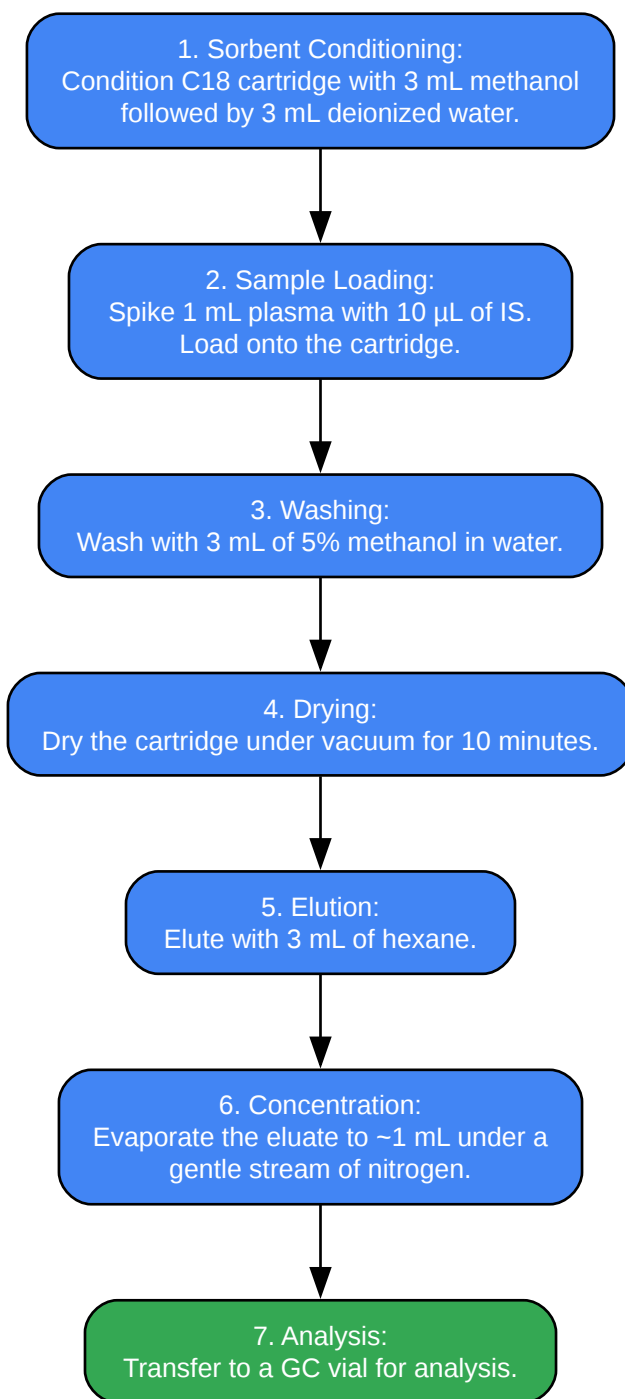 1. Sorbent Conditioning:
Condition C18 cartridge with 3 mL methanol
followed by 3 mL deionized water.
2. Sample Loading:
Spike 1 mL plasma with 10 µL of IS.
Load onto the cartridge.
3. Washing:
Wash with 3 mL of 5% methanol in water.
4. Drying:
Dry the cartridge under vacuum for 10 minutes.
5. Elution:
Elute with 3 mL of hexane.
6. Concentration:
Evaporate the eluate to ~1 mL under a
gentle stream of nitrogen.
7. Analysis:
Transfer to a GC vial for analysis.